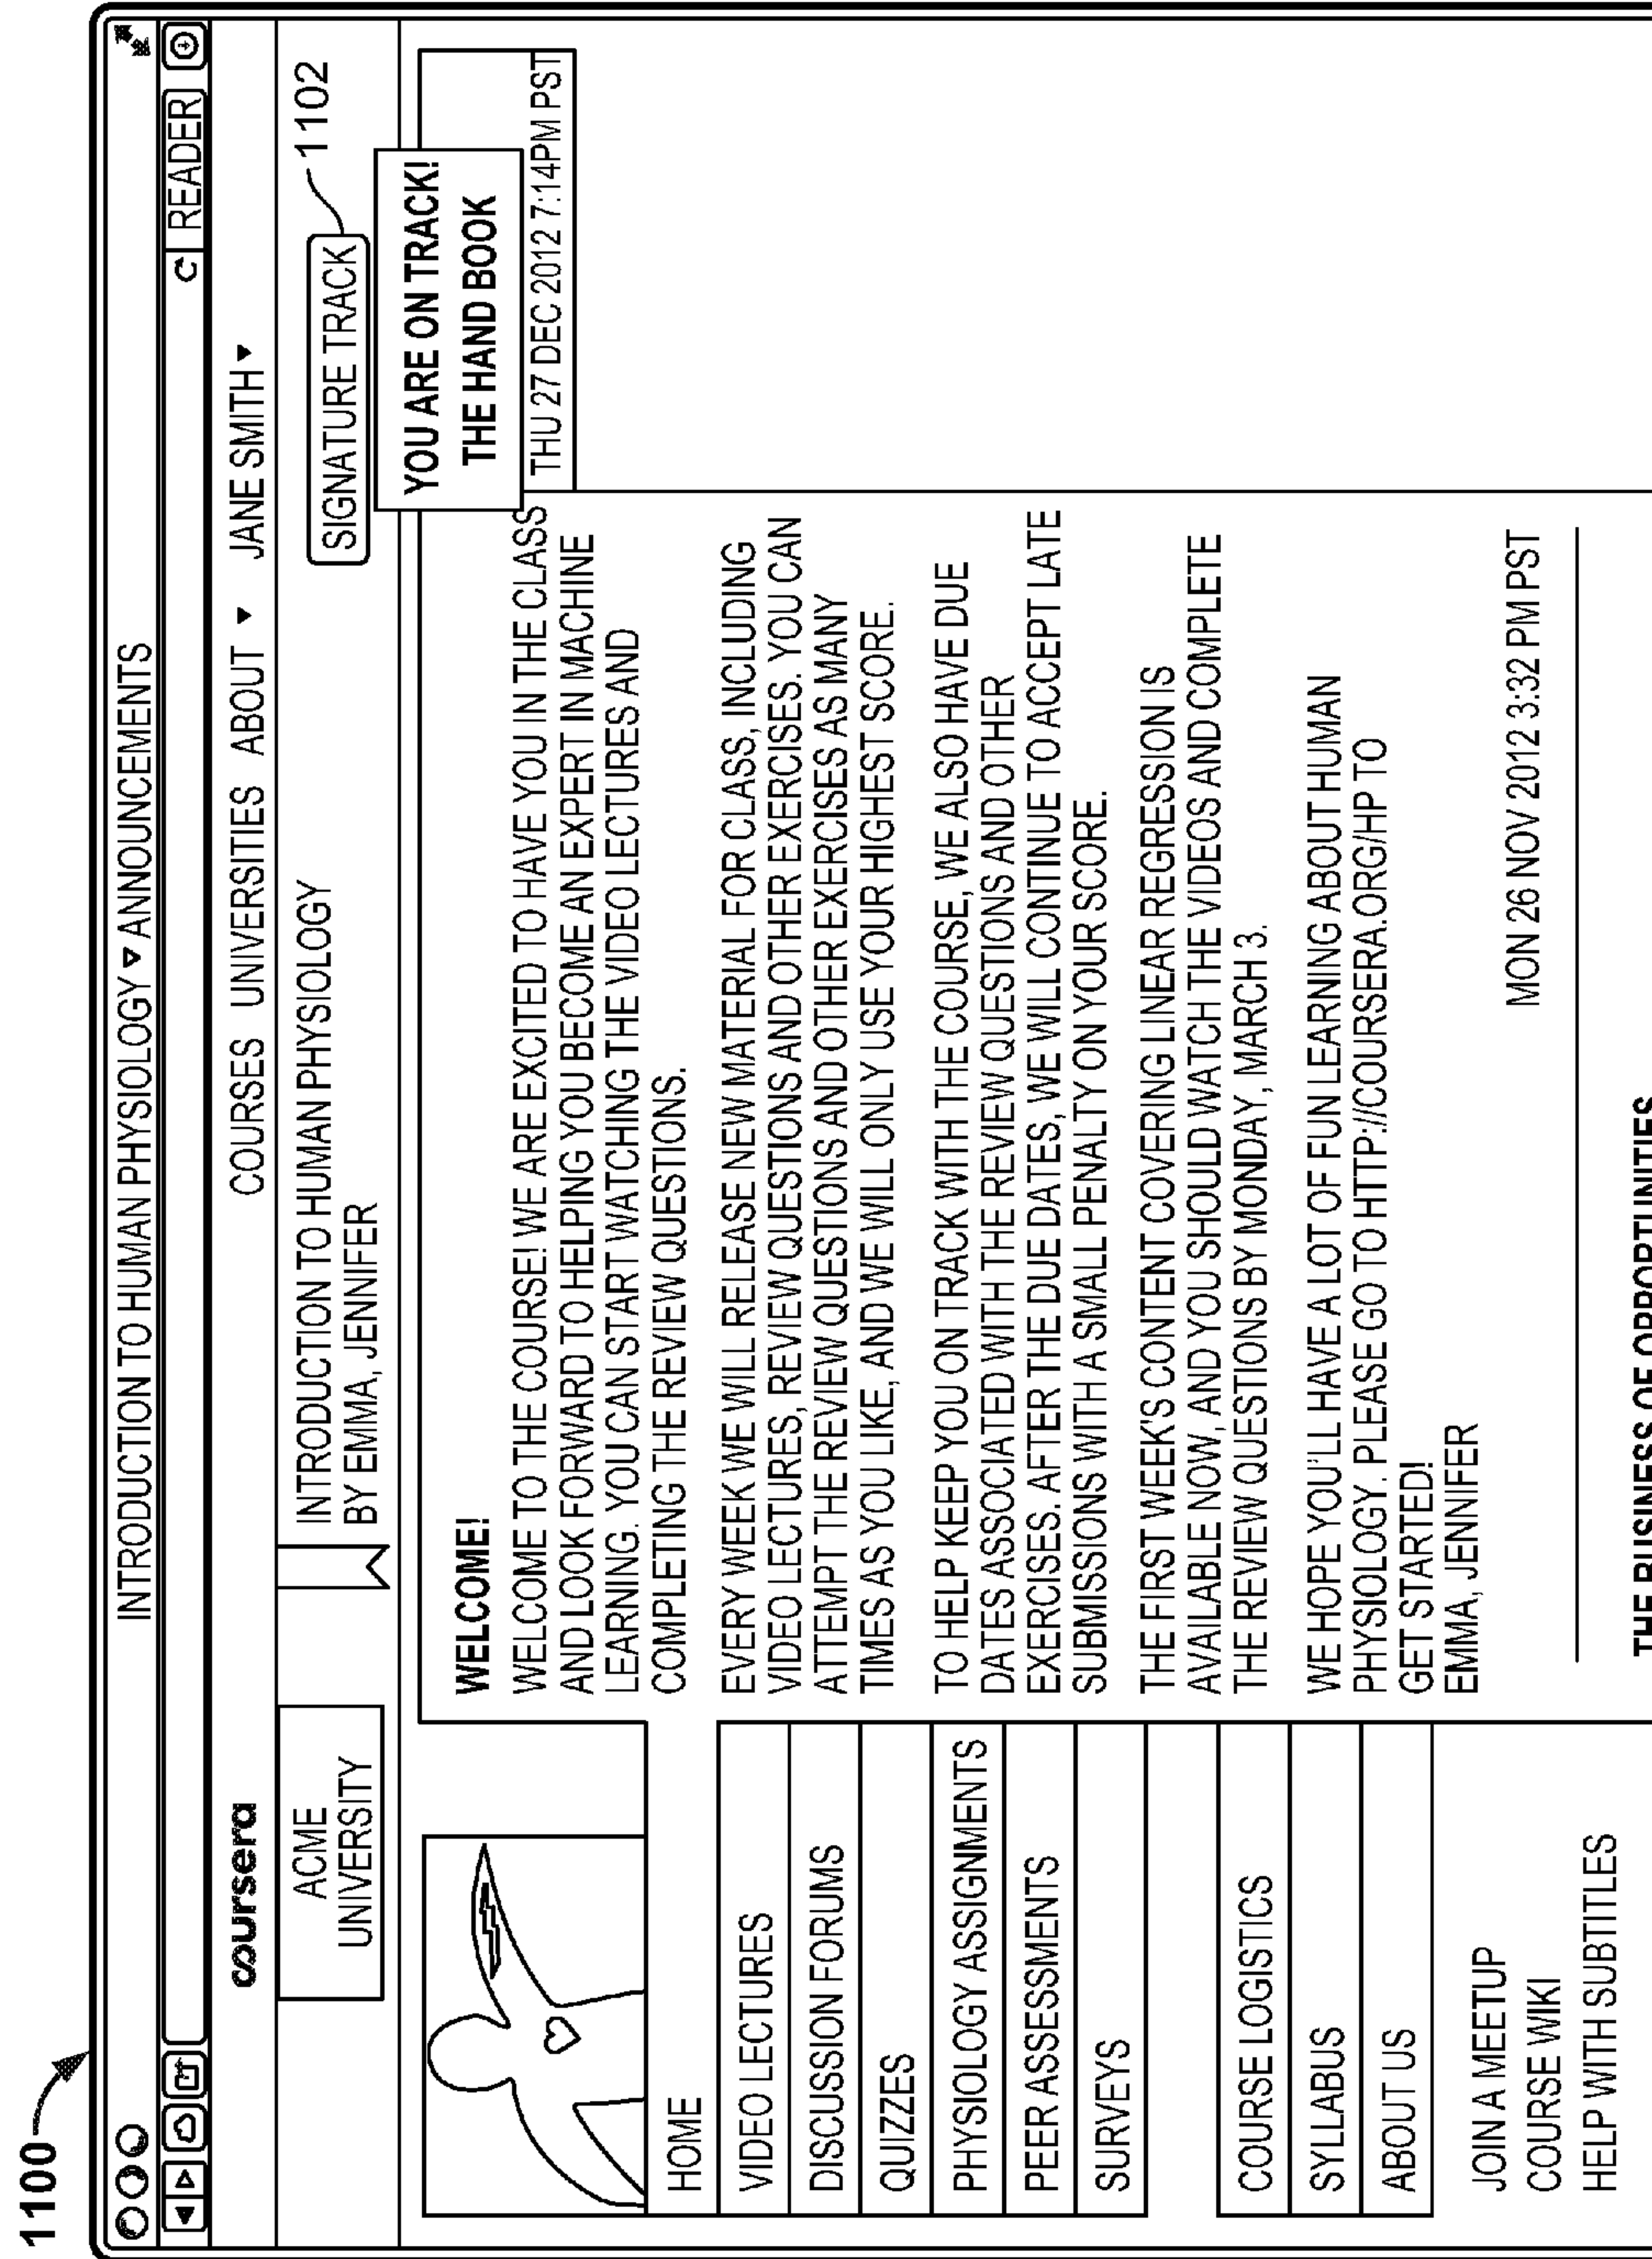 1100
INTRODUCTION TO HUMAN PHYSIOLOGY ▾ ANNOUNCEMENTS
READER
coursera
COURSES UNIVERSITIES ABOUT ▾ JANE SMITH ▾
ACME
UNIVERSITY
INTRODUCTION TO HUMAN PHYSIOLOGY
BY EMMA, JENNIFER
SIGNATURE TRACK
1102
YOU ARE ON TRACK!
THE HAND BOOK
THU 27 DEC 2012 7:14PM PST
HOME
VIDEO LECTURES
DISCUSSION FORUMS
QUIZZES
PHYSIOLOGY ASSIGNMENTS
PEER ASSESSMENTS
SURVEYS
COURSE LOGISTICS
SYLLABUS
ABOUT US
JOIN A MEETUP
COURSE WIKI
HELP WITH SUBTITLES
WELCOME!
WELCOME TO THE COURSE! WE ARE EXCITED TO HAVE YOU IN THE CLASS
AND LOOK FORWARD TO HELPING YOU BECOME AN EXPERT IN MACHINE
LEARNING. YOU CAN START WATCHING THE VIDEO LECTURES AND
COMPLETING THE REVIEW QUESTIONS.
EVERY WEEK WE WILL RELEASE NEW MATERIAL FOR CLASS, INCLUDING
VIDEO LECTURES, REVIEW QUESTIONS AND OTHER EXERCISES. YOU CAN
ATTEMPT THE REVIEW QUESTIONS AND OTHER EXERCISES AS MANY
TIMES AS YOU LIKE, AND WE WILL ONLY USE YOUR HIGHEST SCORE.
TO HELP KEEP YOU ON TRACK WITH THE COURSE, WE ALSO HAVE DUE
DATES ASSOCIATED WITH THE REVIEW QUESTIONS AND OTHER
EXERCISES. AFTER THE DUE DATES, WE WILL CONTINUE TO ACCEPT LATE
SUBMISSIONS WITH A SMALL PENALTY ON YOUR SCORE.
THE FIRST WEEK'S CONTENT COVERING LINEAR REGRESSION IS
AVAILABLE NOW, AND YOU SHOULD WATCH THE VIDEOS AND COMPLETE
THE REVIEW QUESTIONS BY MONDAY, MARCH 3.
WE HOPE YOU'LL HAVE A LOT OF FUN LEARNING ABOUT HUMAN
PHYSIOLOGY. PLEASE GO TO HTTP://COURSERA.ORG/HP TO
GET STARTED!
EMMA, JENNIFER
MON 26 NOV 2012 3:32 PM PST
THE BUSNESS OF OPPORTUNITIES